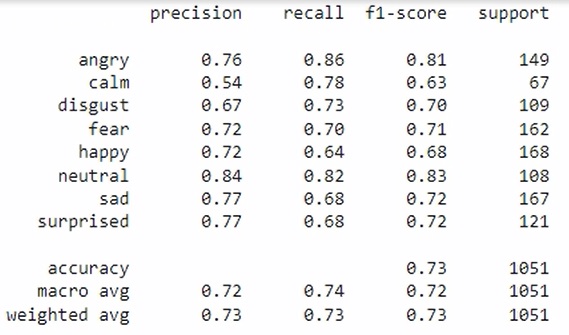 precision recall f1-score support
angry 0.76 0.86 0.81 149
calm 0.54 0.78 0.63 67
disgust 0.67 0.73 0.70 109
fear 0.72 0.70 0.71 162
happy 0.72 0.64 0.68 168
neutral 0.84 0.82 0.83 108
sad 0.77 0.68 0.72 167
surprised 0.77 0.68 0.72 121
accuracy 0.73 1051
macro avg 0.72 0.74 0.72 1051
weighted avg 0.73 0.73 0.73 1051